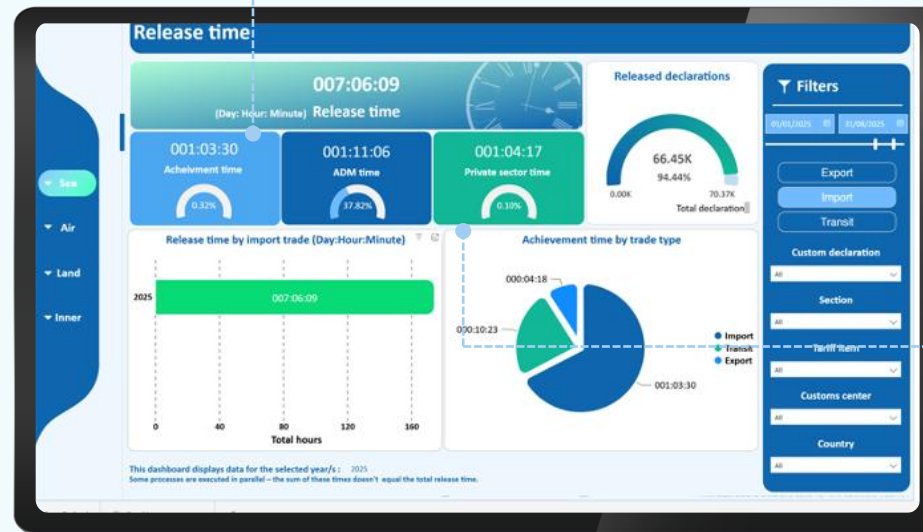 Release time
007:06:09
(Day: Hour: Minute) Release time
001:03:30
Acheivment time
0.32%
001:11:06
ADM time
37.82%
001:04:17
Private sector time
0.10%
Released declarations
66.45K
94.44%
0.00K
70.37K
Total declaration
Filters
01/01/2025
31/08/2025
Export
Import
Transit
Custom declaration
All
Section
All
Tariff item
All
Customs center
All
Country
All
Sea
Air
Land
Inner
Release time by import trade (Day:Hour:Minute)
2025
007:06:09
0 40 80 120 160
Total hours
Achievement time by trade type
000:04:18
000:10:23
001:03:30
Import
Transit
Export
This dashboard displays data for the selected year/s : 2025
Some processes are executed in parallel – the sum of these times doesn't equal the total release time.